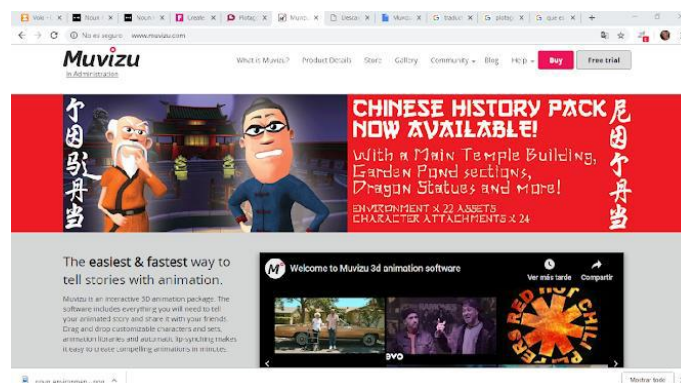 No es seguro www.muvizu.com
Muvizu
in Administration
What is Muvizu? Product Details Store Gallery Community Blog Help Buy Free trial
CHINESE HISTORY PACK
NOW AVAILABLE!
With a Main Temple Building,
Garden Pond sections,
Dragon Statues and More!
ENVIRONMENT X 22 ASSETS
CHARACTER ATTACHMENTS X 24
The easiest & fastest way to
tell stories with animation.
Muvizu is an interactive 3D animation package. The
software includes everything you will need to tell
your animated story and share it with your friends.
Drag and drop customizable characters and sets,
animation libraries and automatic lip synching makes
it easy to create compelling animations in minutes.
Welcome to Muvizu 3d animation software
Ver más tarde Compartir
evo
RED HOT CHILI PEPPERS
Mostrar todo